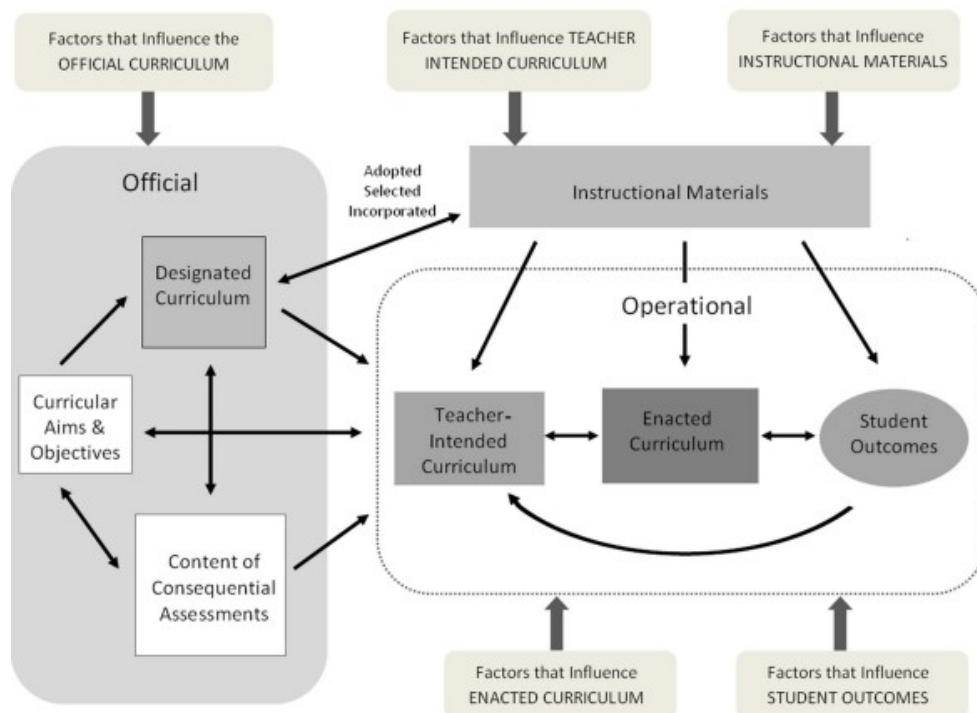 Factors that Influence the
OFFICIAL CURRICULUM
Factors that Influence TEACHER
INTENDED CURRICULUM
Factors that Influence
INSTRUCTIONAL MATERIALS
Official
Adopted
Selected
Incorporated
Instructional Materials
Designated
Curriculum
Operational
Curricular
Aims &
Objectives
Teacher-
Intended
Curriculum
Enacted
Curriculum
Student
Outcomes
Content of
Consequential
Assessments
Factors that Influence
ENACTED CURRICULUM
Factors that Influence
STUDENT OUTCOMES